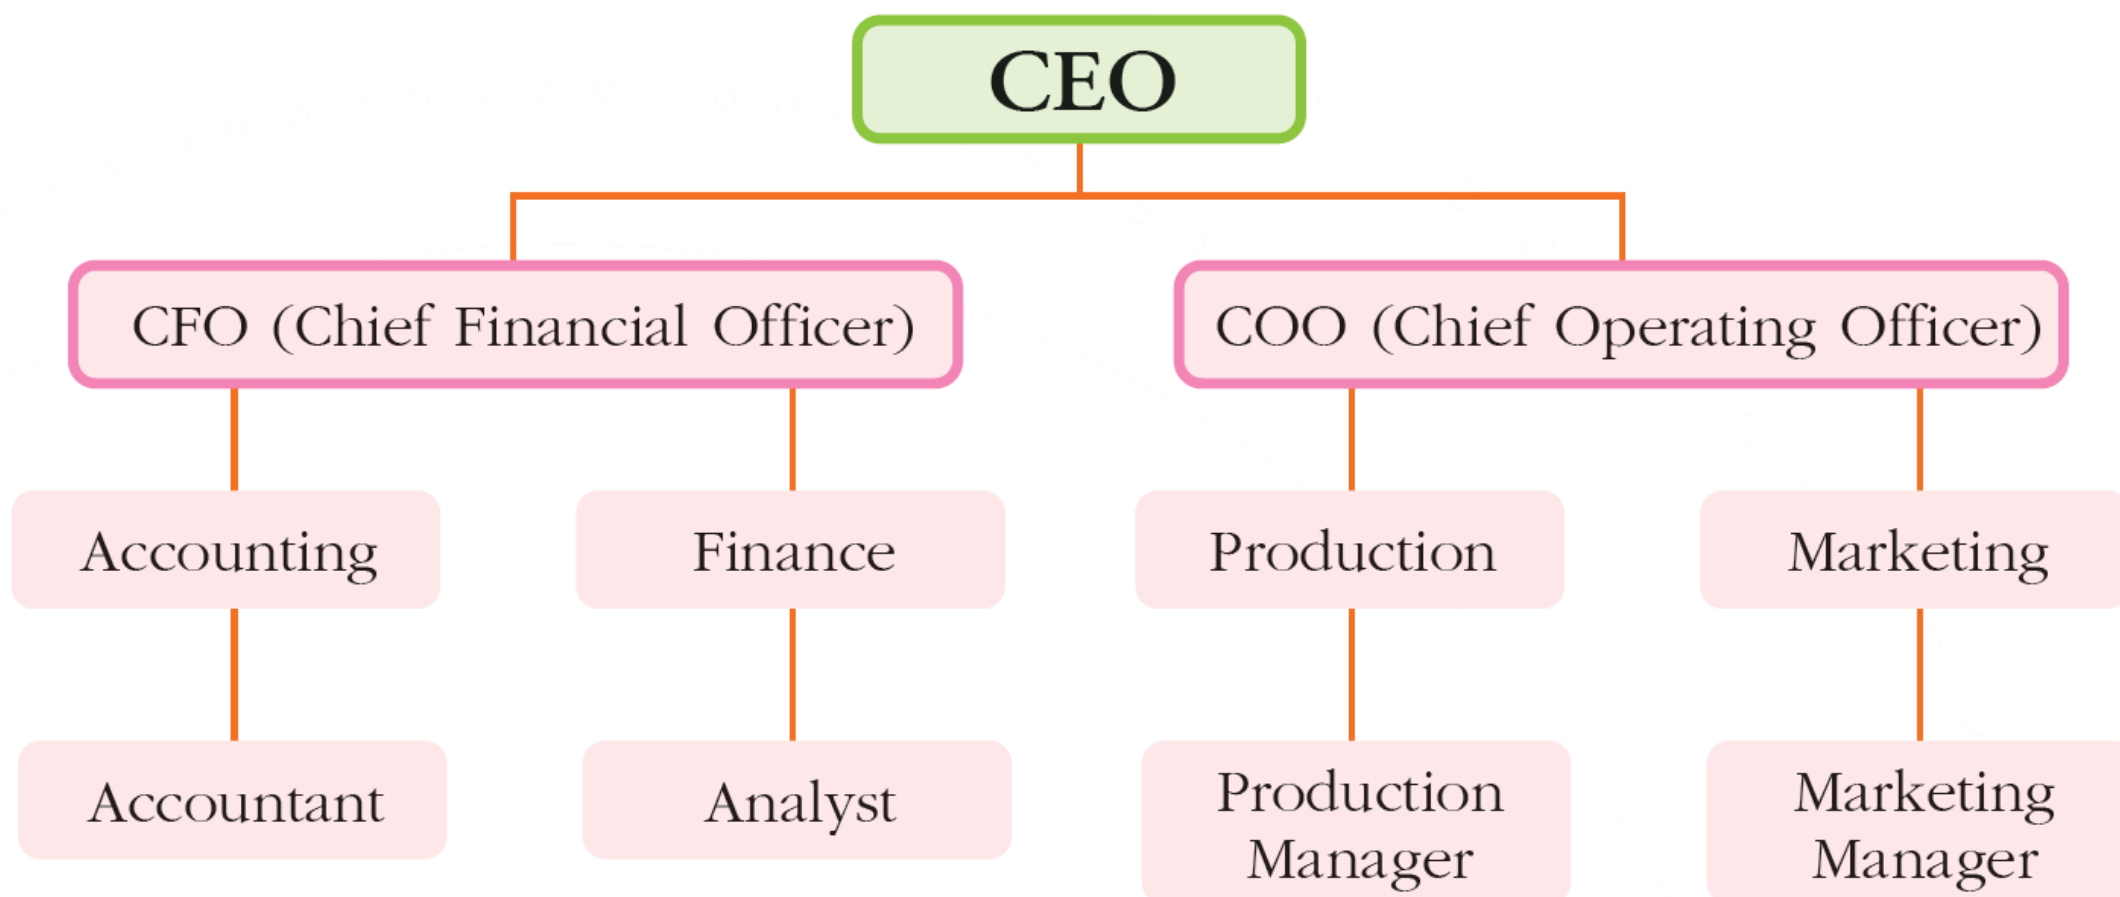 CEO
CFO (Chief Financial Officer)
COO (Chief Operating Officer)
Accounting
Finance
Production
Marketing
Accountant
Analyst
Production
Manager
Marketing
Manager